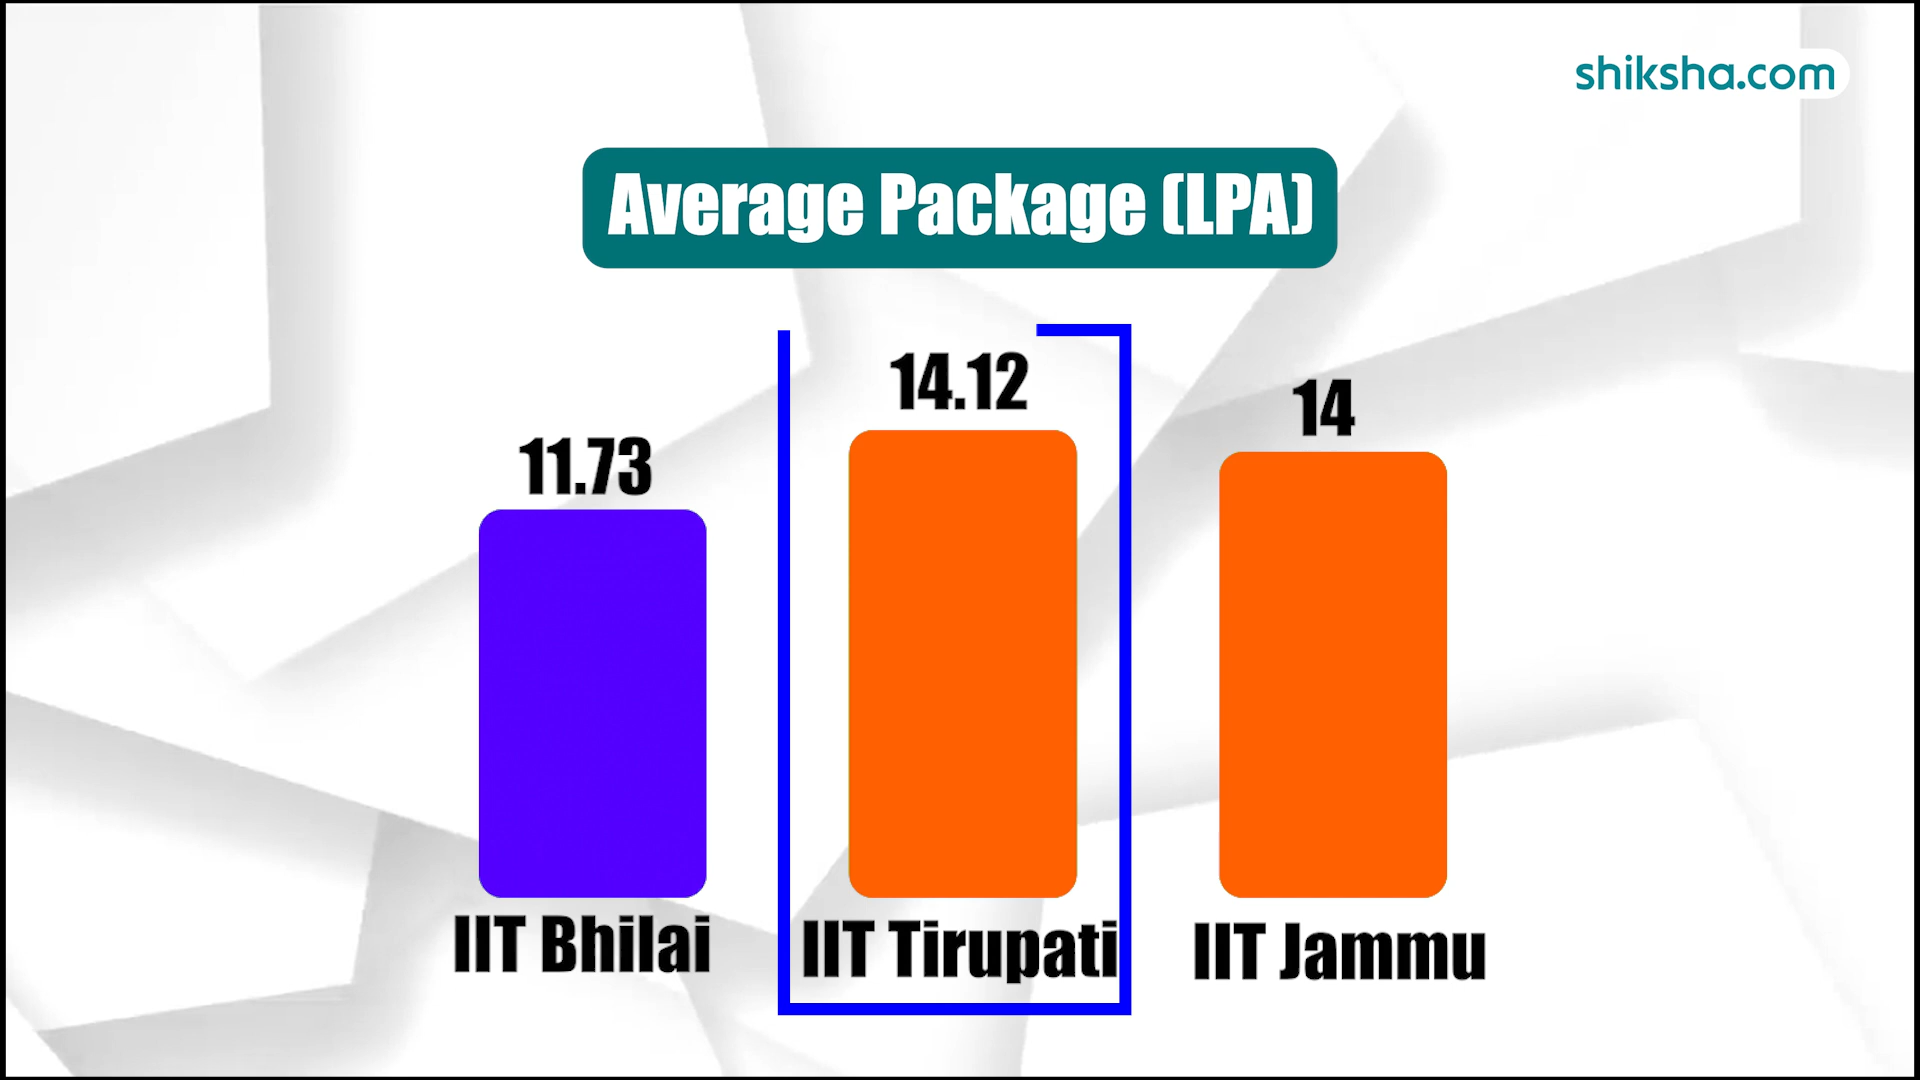 shiksha.com
Average Package (LPA)
14.12
14
11.73
IIT Bhilai
IIT Tirupati
IIT Jammu